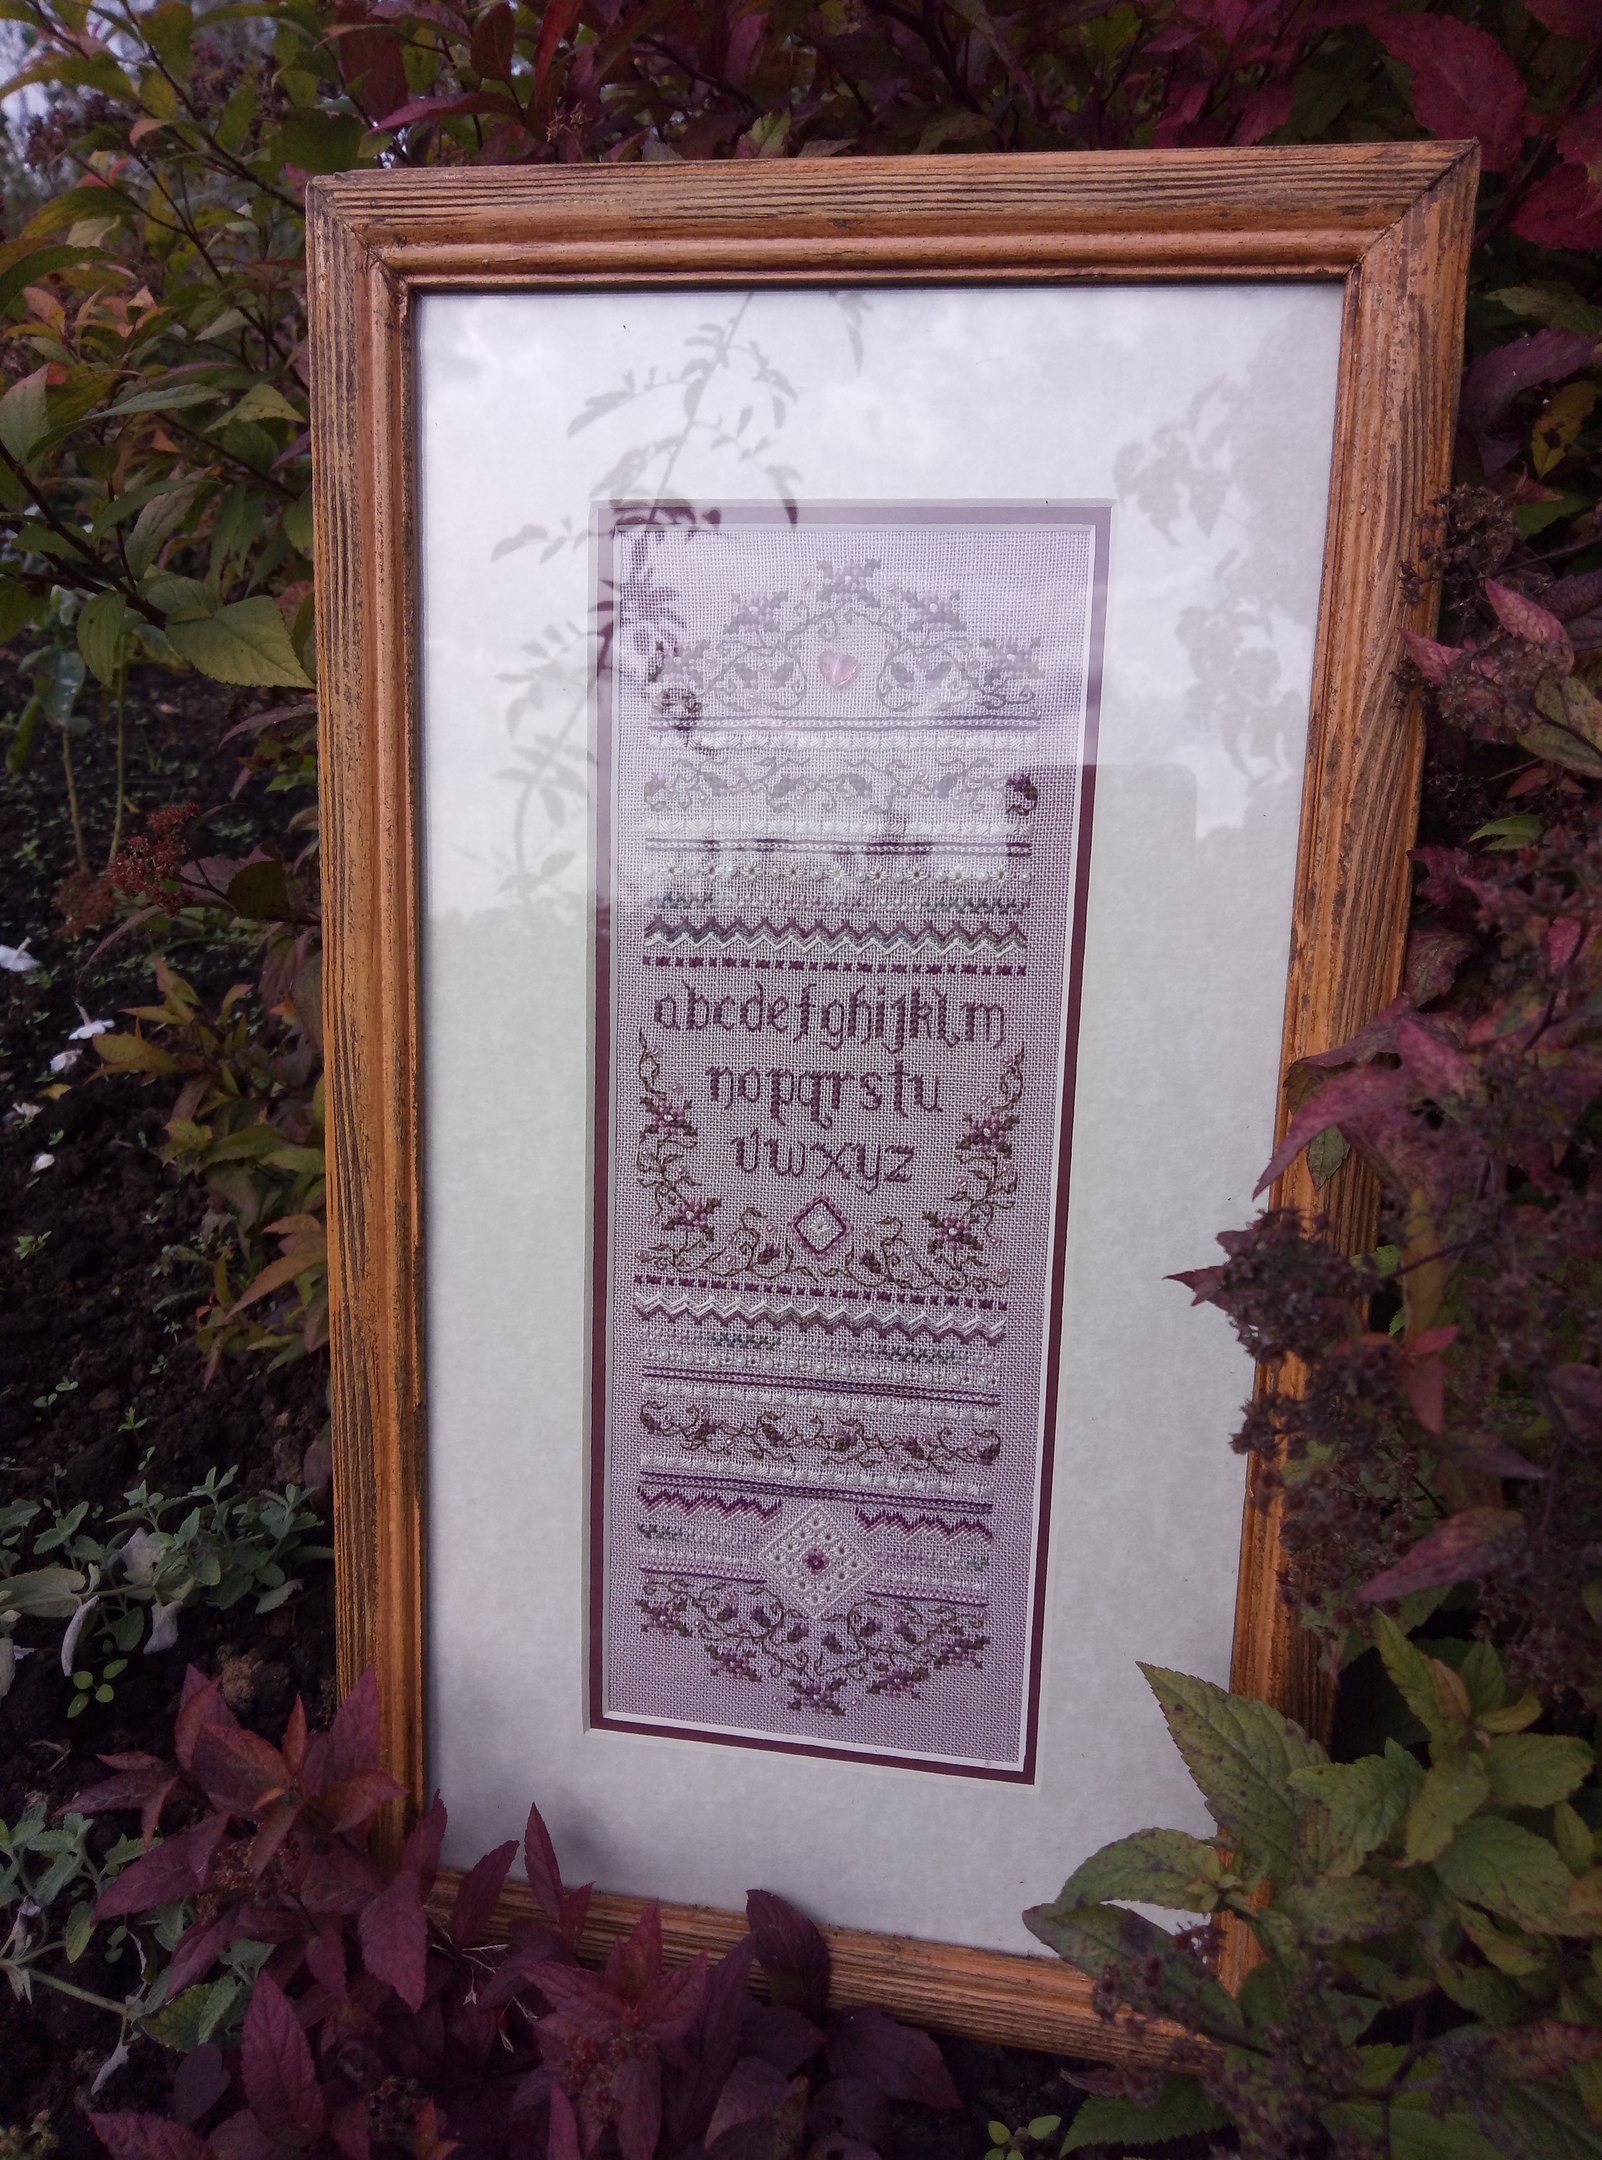 abcdefghijklm
nopqrstu
vwxyz